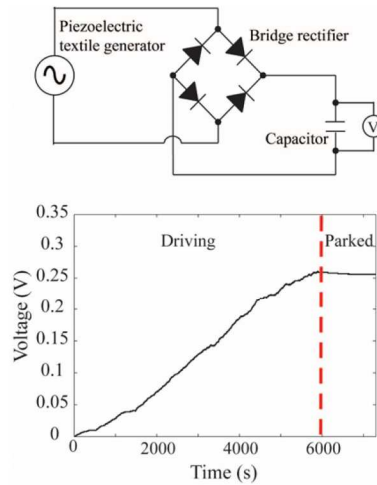 Piezoelectric
textile generator
Bridge rectifier
Capacitor
V
0.35
0.3
0.25
0.2
0.15
0.1
0.05
0
Voltage (V)
Driving
Parked
0
2000
4000
6000
Time (s)